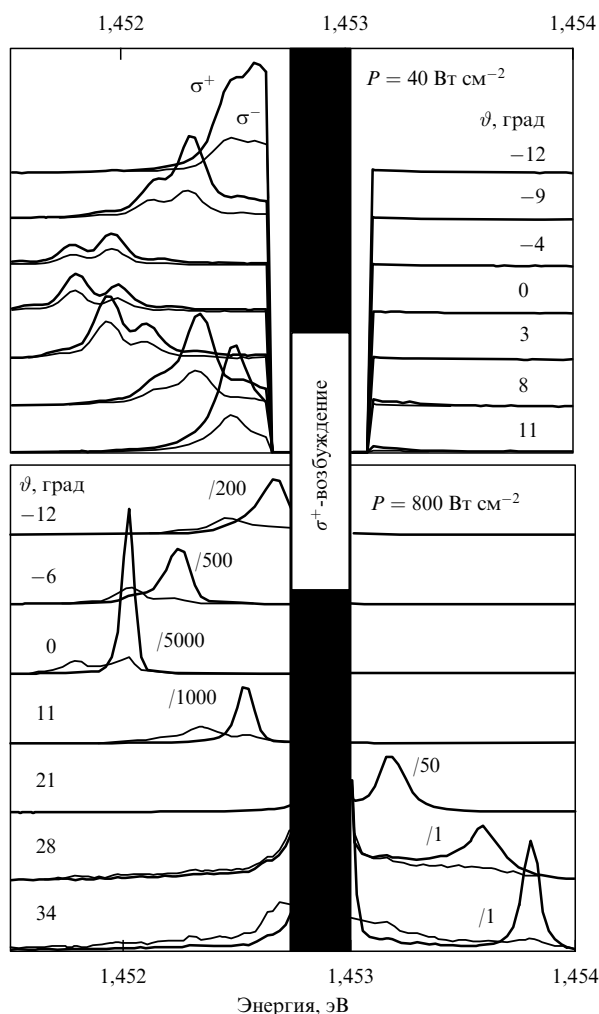 1,452 1,453 1,454
P = 40 Вт см⁻²
σ⁺
σ⁻
ϑ, град
−12
−9
−4
0
3
8
11
σ⁺-возбуждение
ϑ, град
P = 800 Вт см⁻²
−12 /200
−6 /500
0 /5000
11 /1000
21 /50
28 /1
34 /1
1,452 1,453 1,454
Энергия, эВ